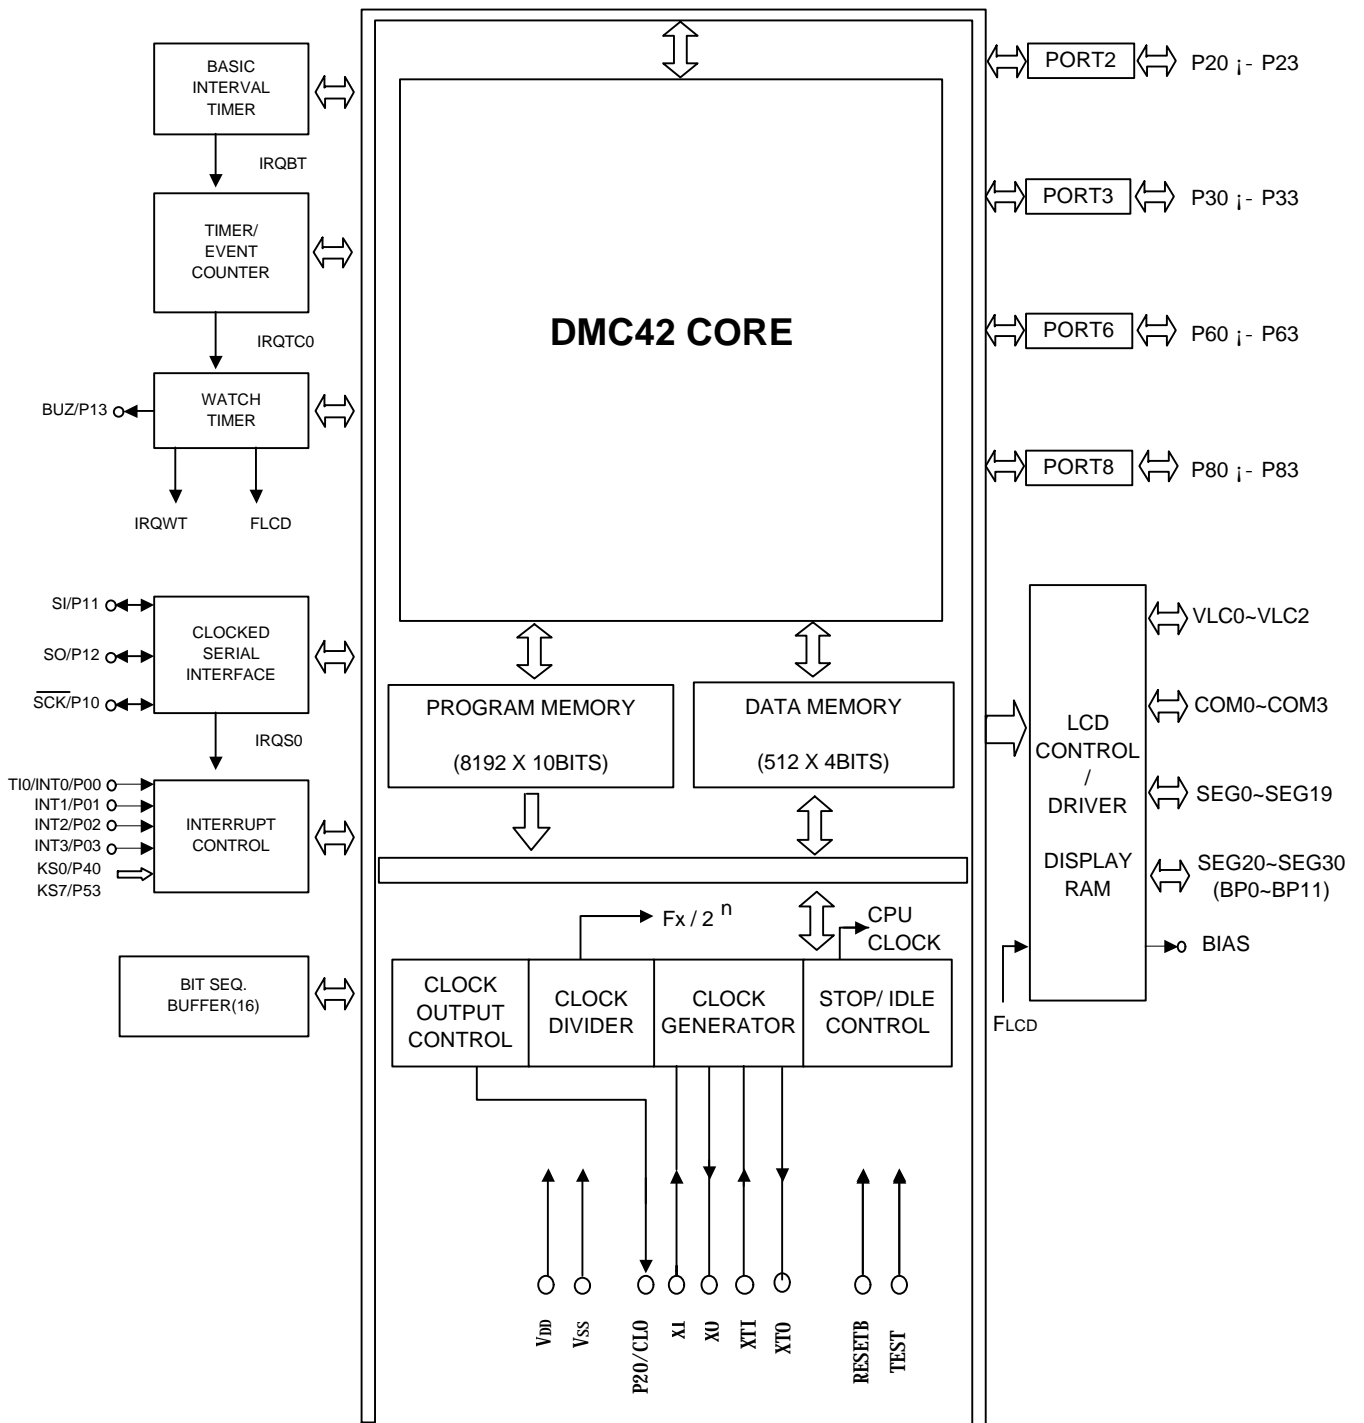 BASIC
INTERVAL
TIMER
IRQBT
TIMER/
EVENT
COUNTER
IRQTC0
BUZ/P13
WATCH
TIMER
IRQWT
FLCD
SI/P11
SO/P12
SCK/P10
CLOCKED
SERIAL
INTERFACE
IRQS0
TI0/INT0/P00
INT1/P01
INT2/P02
INT3/P03
KS0/P40
KS7/P53
INTERRUPT
CONTROL
BIT SEQ.
BUFFER(16)
DMC42 CORE
PROGRAM MEMORY
(8192 X 10BITS)
DATA MEMORY
(512 X 4BITS)
Fx / 2 n
CPU
CLOCK
CLOCK
OUTPUT
CONTROL
CLOCK
DIVIDER
CLOCK
GENERATOR
STOP/ IDLE
CONTROL
VDD
VSS
P20/CLO
XI
XO
XTI
XTO
RESETB
TEST
PORT2
P20 ¡- P23
PORT3
P30 ¡- P33
PORT6
P60 ¡- P63
PORT8
P80 ¡- P83
LCD
CONTROL
/
DRIVER
DISPLAY
RAM
VLC0~VLC2
COM0~COM3
SEG0~SEG19
SEG20~SEG30
(BP0~BP11)
BIAS
FLCD